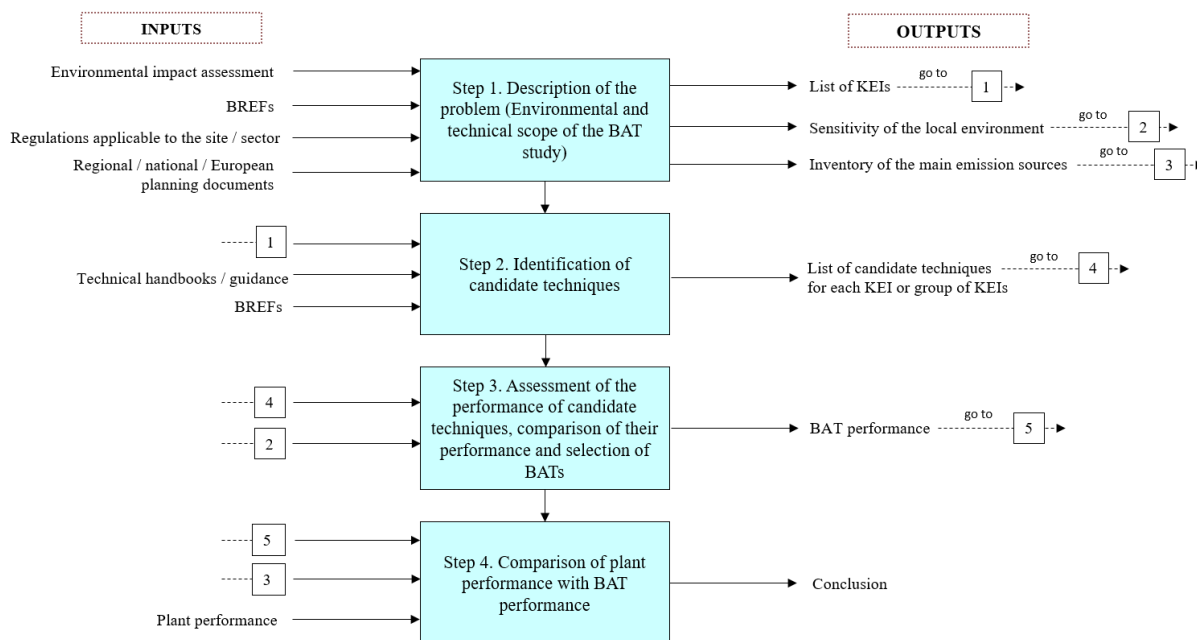 INPUTS
OUTPUTS
Environmental impact assessment
BREFs
Regulations applicable to the site / sector
Regional / national / European
planning documents
Step 1. Description of the
problem (Environmental and
technical scope of the BAT
study)
List of KEIs
go to
1
Sensitivity of the local environment
go to
2
Inventory of the main emission sources
go to
3
1
Technical handbooks / guidance
BREFs
Step 2. Identification of
candidate techniques
List of candidate techniques
for each KEI or group of KEIs
go to
4
4
2
Step 3. Assessment of the
performance of candidate
techniques, comparison of their
performance and selection of
BATs
BAT performance
go to
5
5
3
Plant performance
Step 4. Comparison of plant
performance with BAT
performance
Conclusion